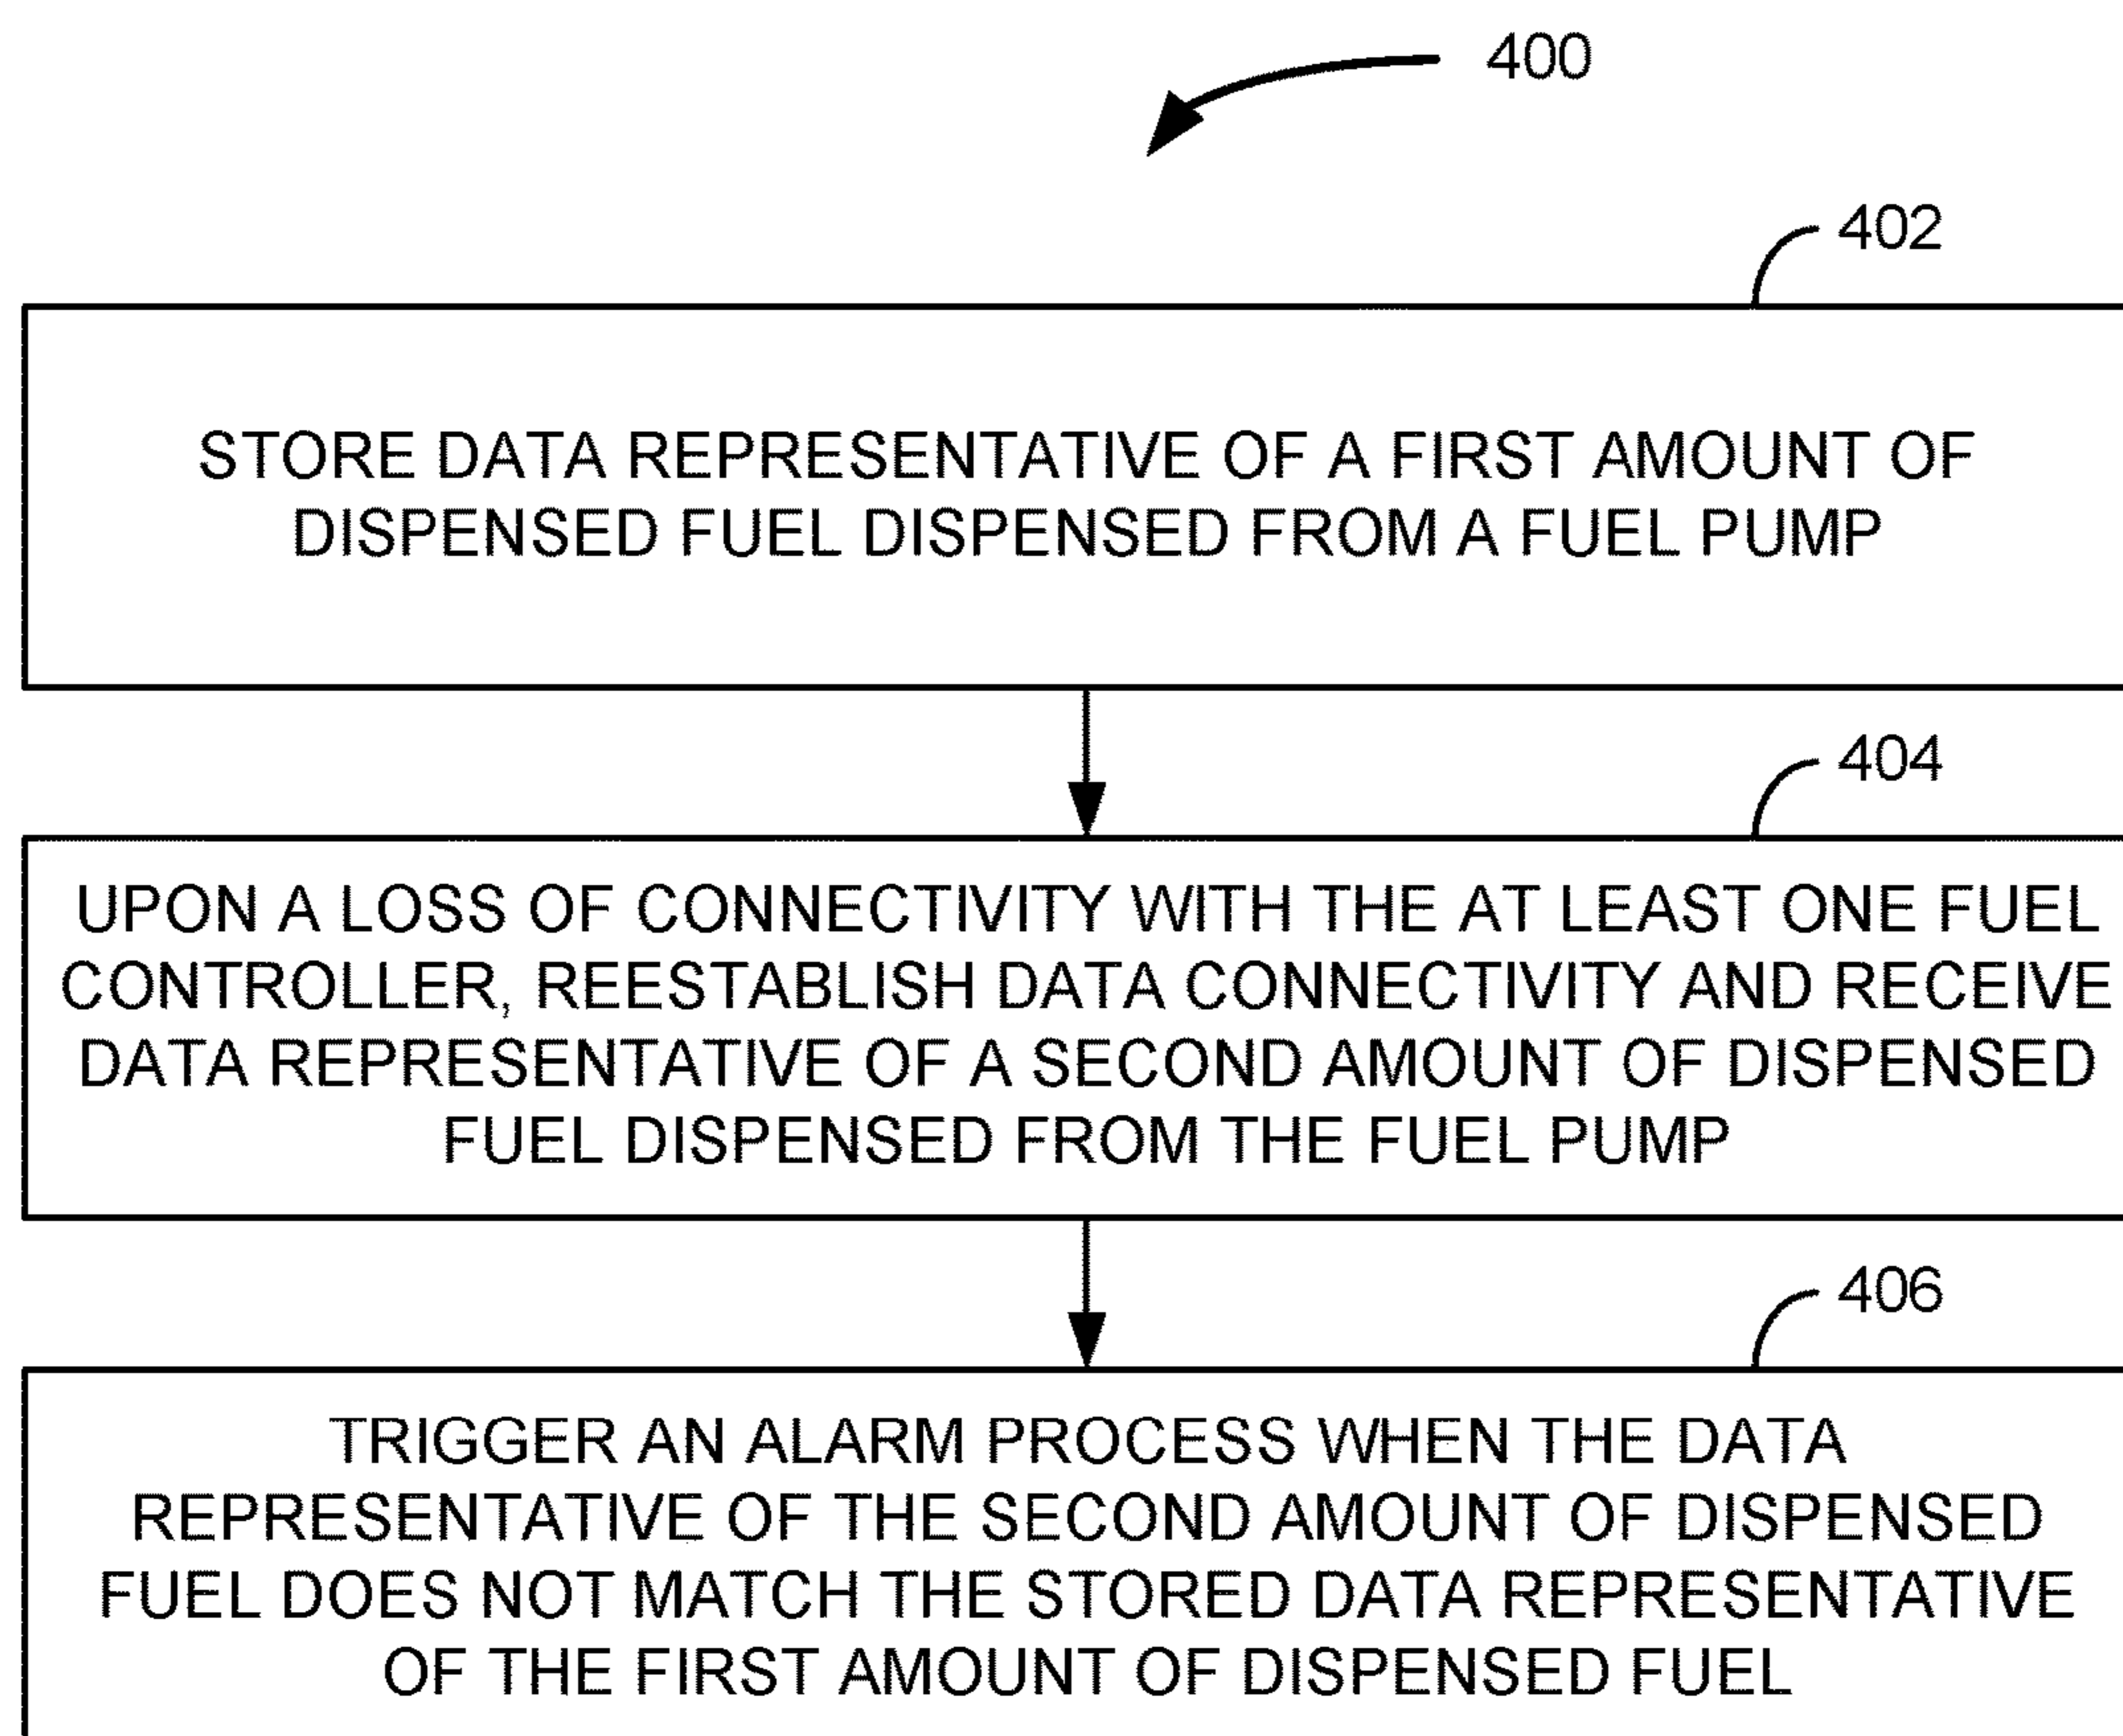 400
402
STORE DATA REPRESENTATIVE OF A FIRST AMOUNT OF
DISPENSED FUEL DISPENSED FROM A FUEL PUMP
404
UPON A LOSS OF CONNECTIVITY WITH THE AT LEAST ONE FUEL
CONTROLLER, REESTABLISH DATA CONNECTIVITY AND RECEIVE
DATA REPRESENTATIVE OF A SECOND AMOUNT OF DISPENSED
FUEL DISPENSED FROM THE FUEL PUMP
406
TRIGGER AN ALARM PROCESS WHEN THE DATA
REPRESENTATIVE OF THE SECOND AMOUNT OF DISPENSED
FUEL DOES NOT MATCH THE STORED DATA REPRESENTATIVE
OF THE FIRST AMOUNT OF DISPENSED FUEL